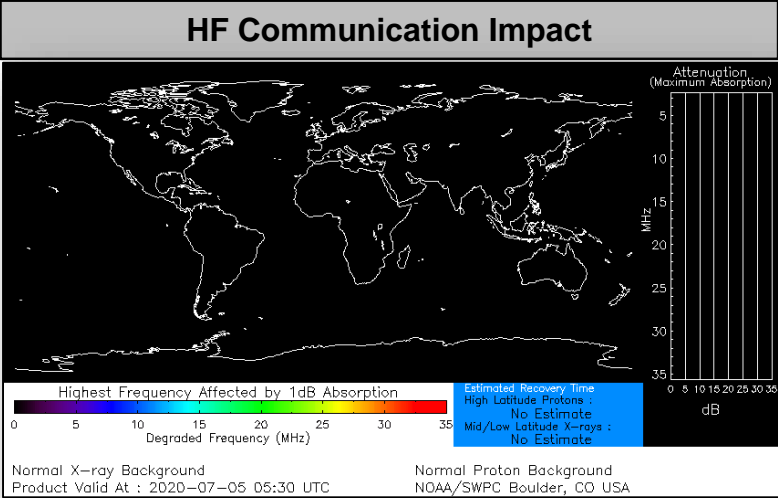 HF Communication Impact
Attenuation
(Maximum Absorption)
5
10
15
20
25
30
35
MHz
0 5 10 15 20 25 30 35
dB
Highest Frequency Affected by 1dB Absorption
0 5 10 15 20 25 30 35
Degraded Frequency (MHz)
Estimated Recovery Time
High Latitude Protons :
No Estimate
Mid/Low Latitude X-rays :
No Estimate
Normal X-ray Background
Product Valid At : 2020-07-05 05:30 UTC
Normal Proton Background
NOAA/SWPC Boulder, CO USA